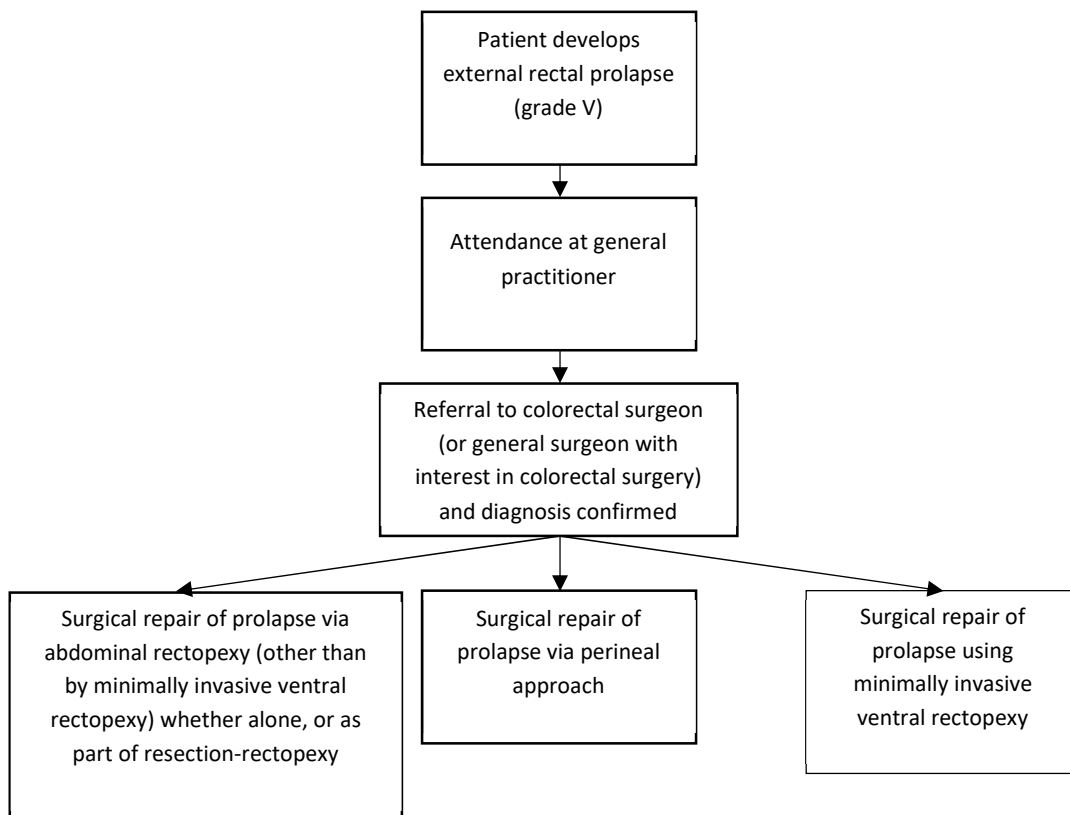 Patient develops
external rectal prolapse
(grade V)
Attendance at general
practitioner
Referral to colorectal surgeon
(or general surgeon with
interest in colorectal surgery)
and diagnosis confirmed
Surgical repair of prolapse via
abdominal rectopexy (other than
by minimally invasive ventral
rectopexy) whether alone, or as
part of resection-rectopexy
Surgical repair of
prolapse via perineal
approach
Surgical repair of
prolapse using
minimally invasive
ventral rectopexy